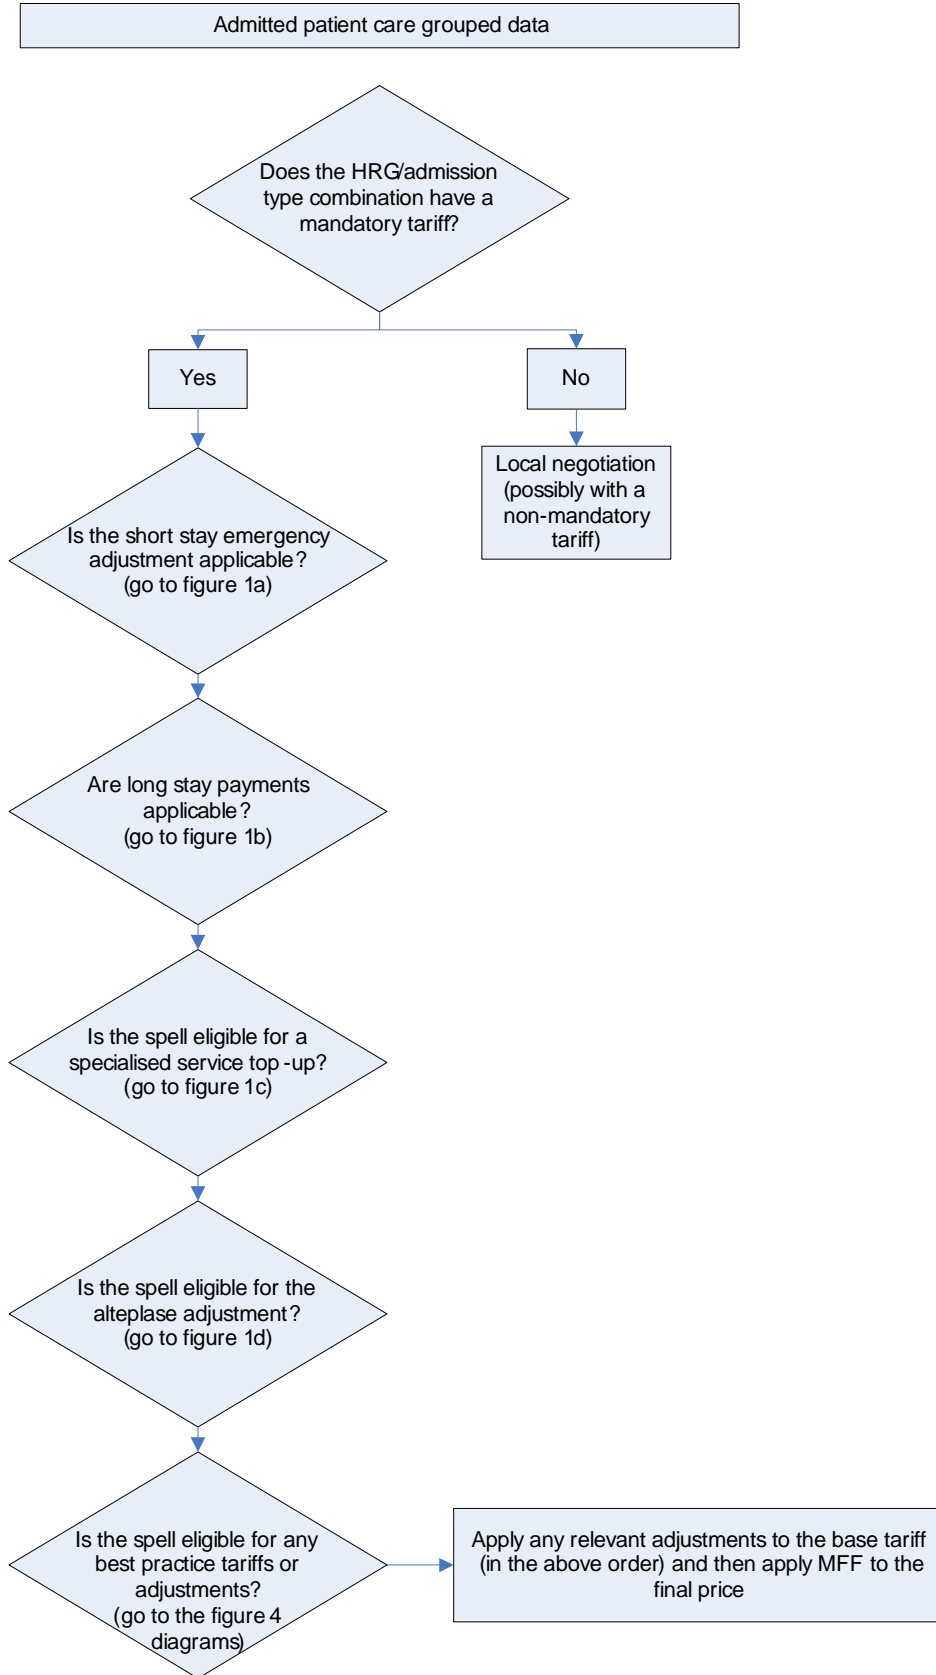 Admitted patient care grouped data
Does the HRG/admission
type combination have a
mandatory tariff?
Yes
No
Local negotiation
(possibly with a
non-mandatory
tariff)
Is the short stay emergency
adjustment applicable?
(go to figure 1a)
Are long stay payments
applicable?
(go to figure 1b)
Is the spell eligible for a
specialised service top-up?
(go to figure 1c)
Is the spell eligible for the
alteplase adjustment?
(go to figure 1d)
Is the spell eligible for any
best practice tariffs or
adjustments?
(go to the figure 4
diagrams)
Apply any relevant adjustments to the base tariff
(in the above order) and then apply MFF to the
final price